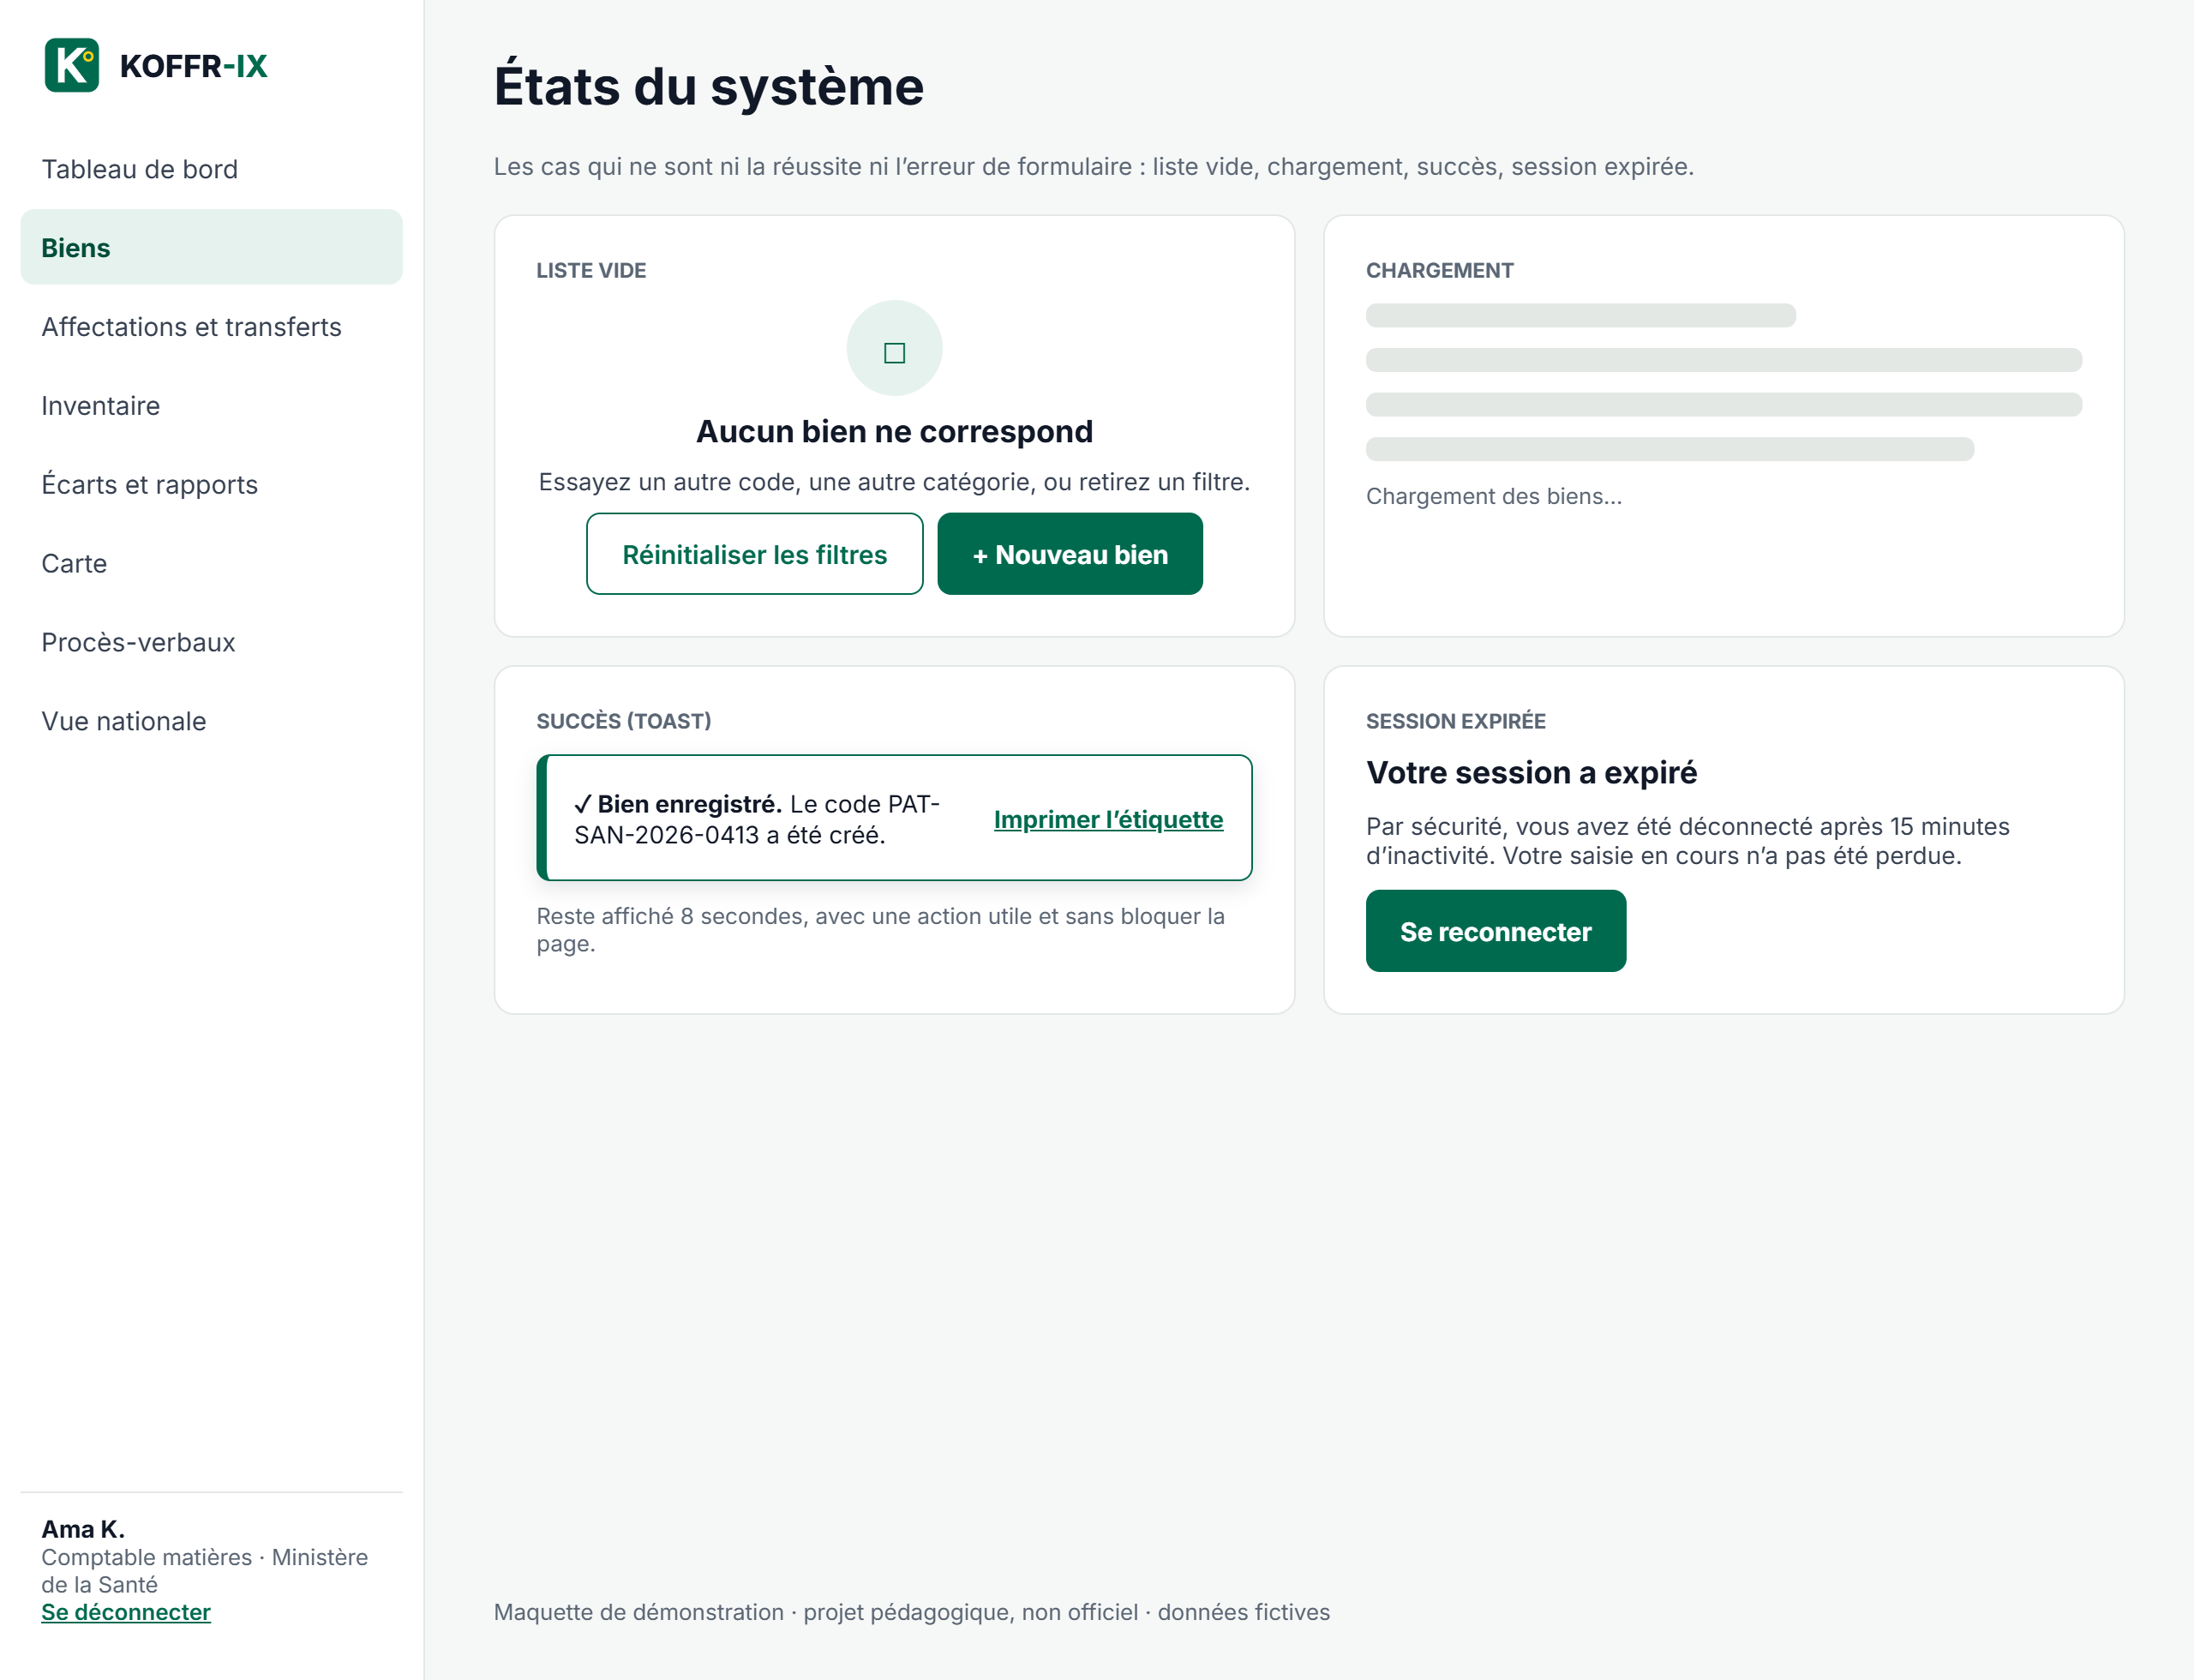 KOFFR-IX
Tableau de bord
Biens
Affectations et transferts
Inventaire
Écarts et rapports
Carte
Procès-verbaux
Vue nationale
Ama K.
Comptable matières · Ministère
de la Santé
Se déconnecter
États du système
Les cas qui ne sont ni la réussite ni l’erreur de formulaire : liste vide, chargement, succès, session expirée.
LISTE VIDE
Aucun bien ne correspond
Essayez un autre code, une autre catégorie, ou retirez un filtre.
Réinitialiser les filtres
+ Nouveau bien
CHARGEMENT
Chargement des biens…
SUCCÈS (TOAST)
✓ Bien enregistré. Le code PAT-
SAN-2026-0413 a été créé.
Imprimer l’étiquette
Reste affiché 8 secondes, avec une action utile et sans bloquer la
page.
SESSION EXPIRÉE
Votre session a expiré
Par sécurité, vous avez été déconnecté après 15 minutes
d’inactivité. Votre saisie en cours n’a pas été perdue.
Se reconnecter
Maquette de démonstration · projet pédagogique, non officiel · données fictives